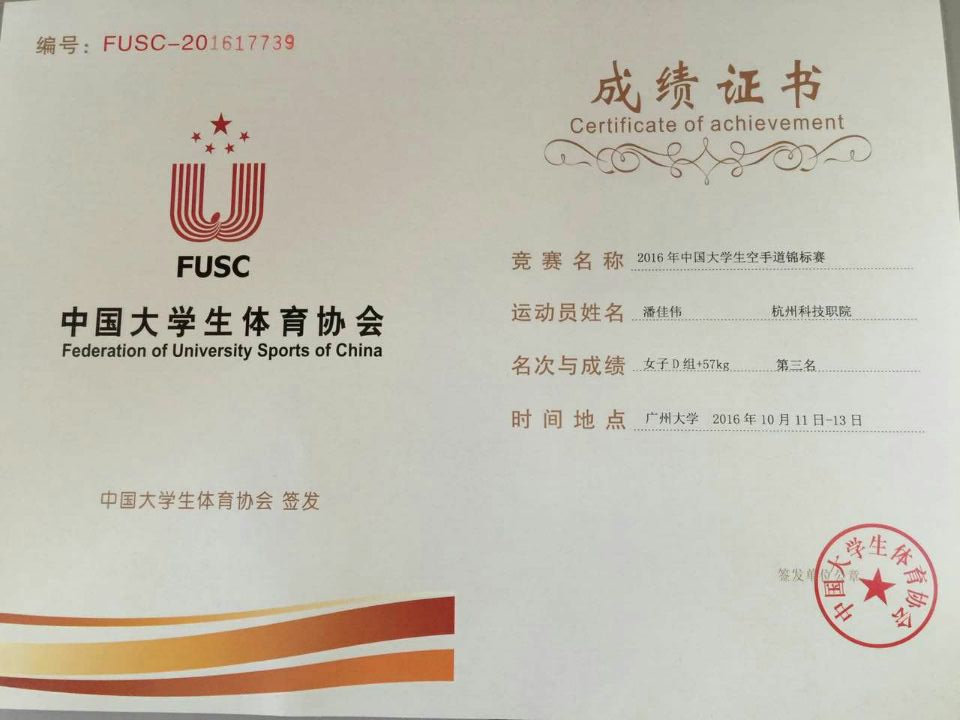 编号：FUSC-201617739
FUSC
中国大学生体育协会
Federation of University Sports of China
中国大学生体育协会 签发
成绩证书
Certificate of achievement
竞赛名称 2016年中国大学生空手道锦标赛
运动员姓名 潘佳伟 杭州科技职院
名次与成绩 女子D组+57kg 第三名
时间地点 广州大学 2016年10月11日-13日
签发单位公章
中国大学生体育协会